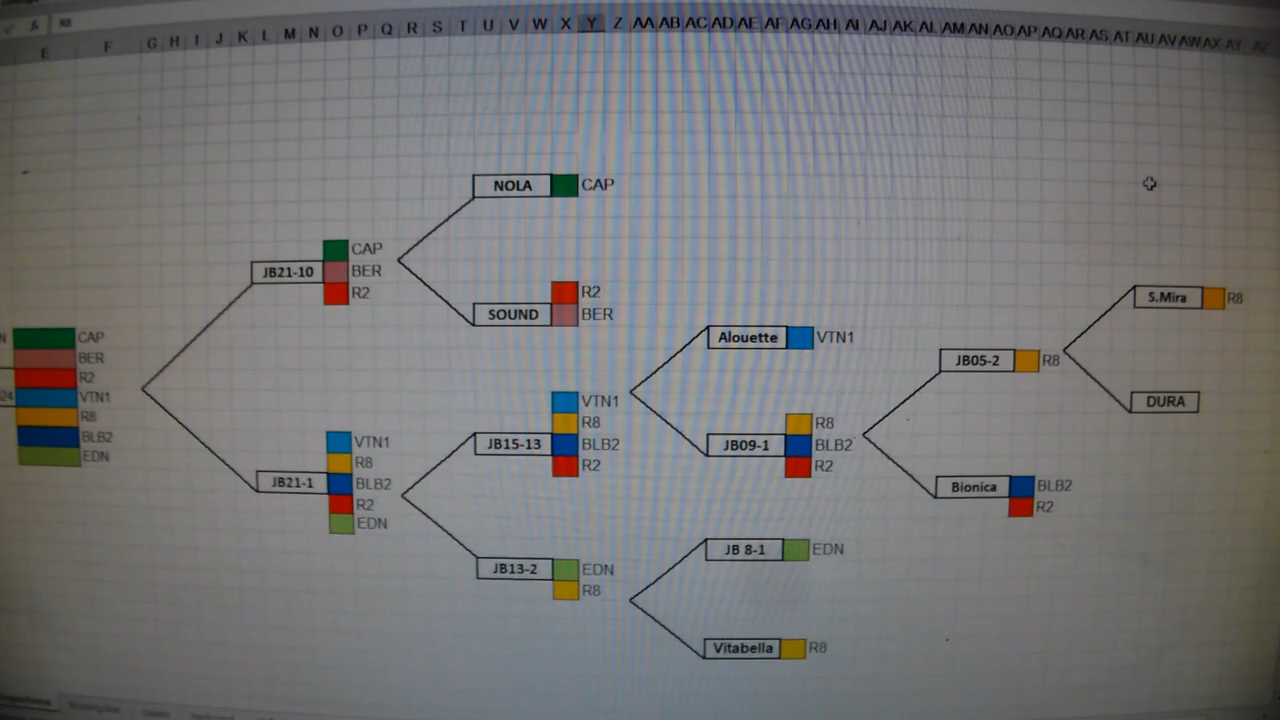 R8
E F G H I J K L M N O P Q R S T U V W X Y Z AA AB AC AD AE AF AG AH AI AJ AK AL AM AN AO AP AQ AR AS AT AU AV AW AX AY AZ
NOLA CAP
CAP
JB21-10 BER
R2
R2
SOUND BER
N CAP
BER
R2
24 VTN1
R8
BLB2
EDN
Alouette VTN1
S.Mira R8
JB05-2 R8
DURA
VTN1
R8
JB15-13 BLB2
R2
R8
JB09-1 BLB2
R2
VTN1
R8
JB21-1 BLB2
R2
EDN
Bionica BLB2
R2
JB13-2 EDN
R8
JB 8-1 EDN
Vitabella R8